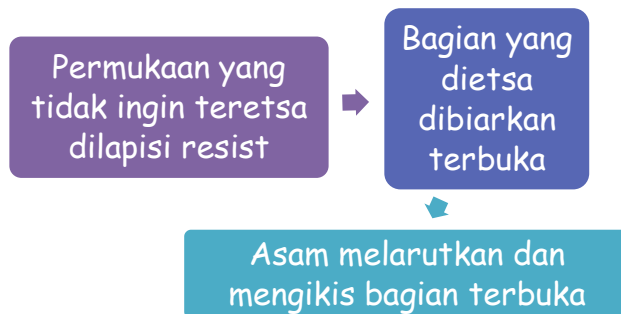 Permukaan yang
tidak ingin teretsa
dilapisi resist
Bagian yang
dietsa
dibiarkan
terbuka
Asam melarutkan dan
mengikis bagian terbuka